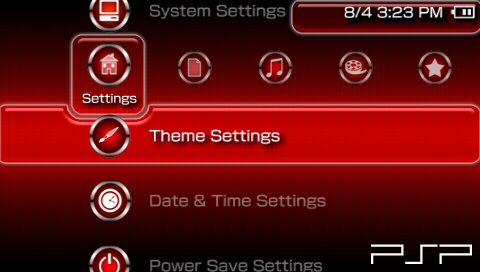 System Settings
8/4 3:23 PM
Settings
Theme Settings
Date & Time Settings
Power Save Settings
PSP